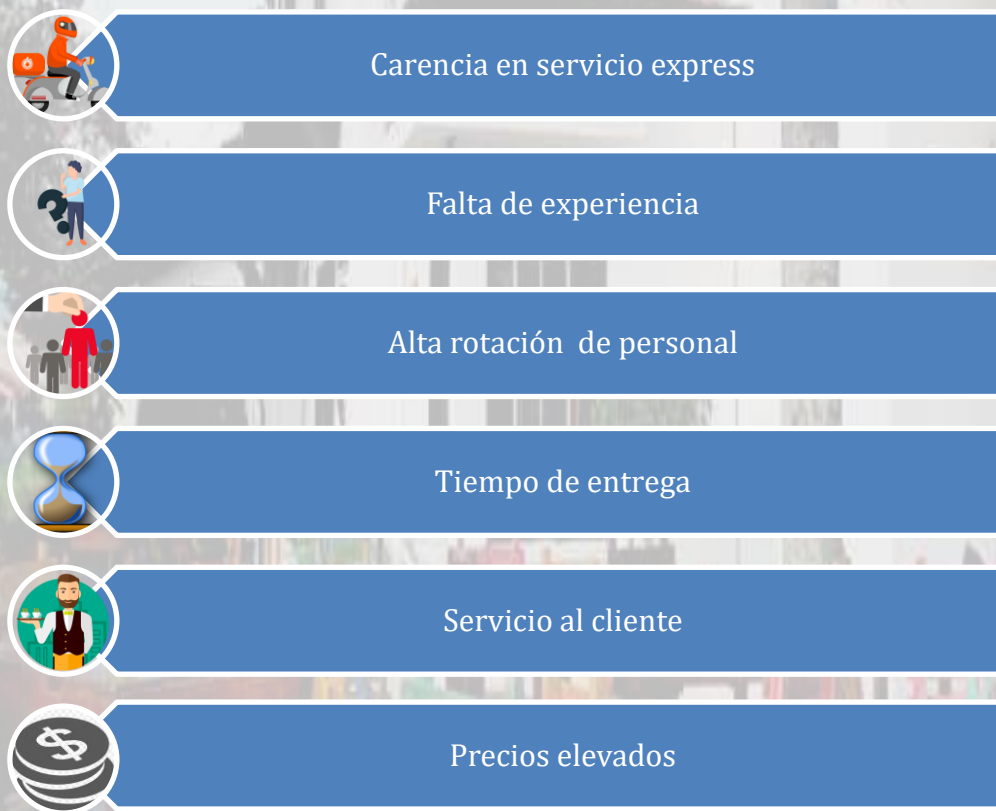 Carencia en servicio express
Falta de experiencia
Alta rotación  de personal
Tiempo de entrega
Servicio al cliente
Precios elevados